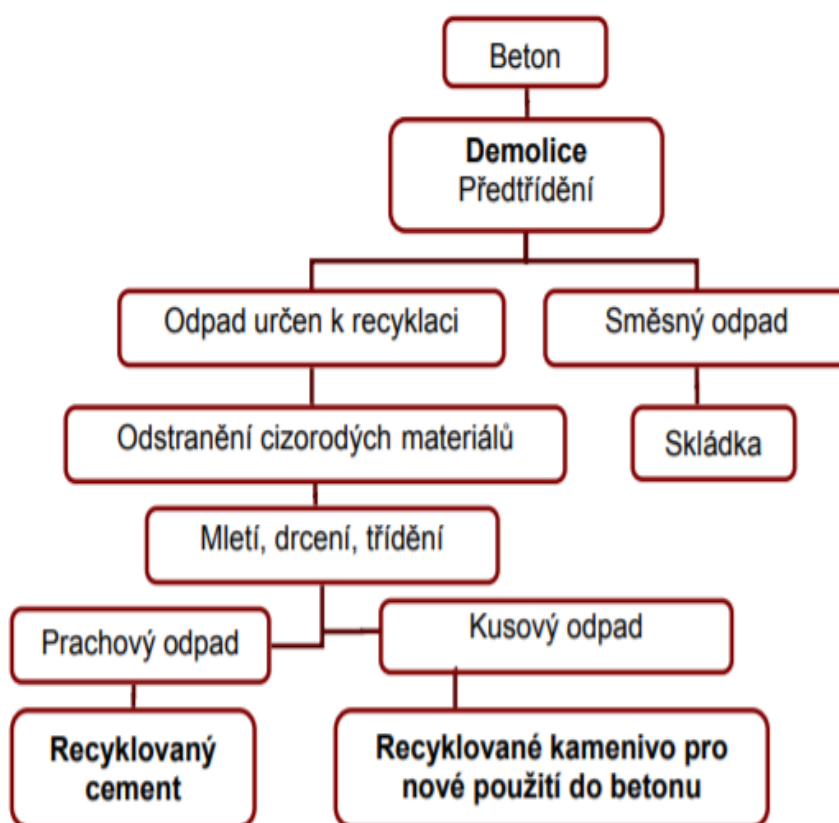 Beton
Demolice
Předtřídění
Odpad určen k recyklaci
Směsný odpad
Odstranění cizorodých materiálů
Skládka
Mletí, drcení, třídění
Prachový odpad
Kusový odpad
Recyklovaný
cement
Recyklované kamenivo pro
nové použití do betonu